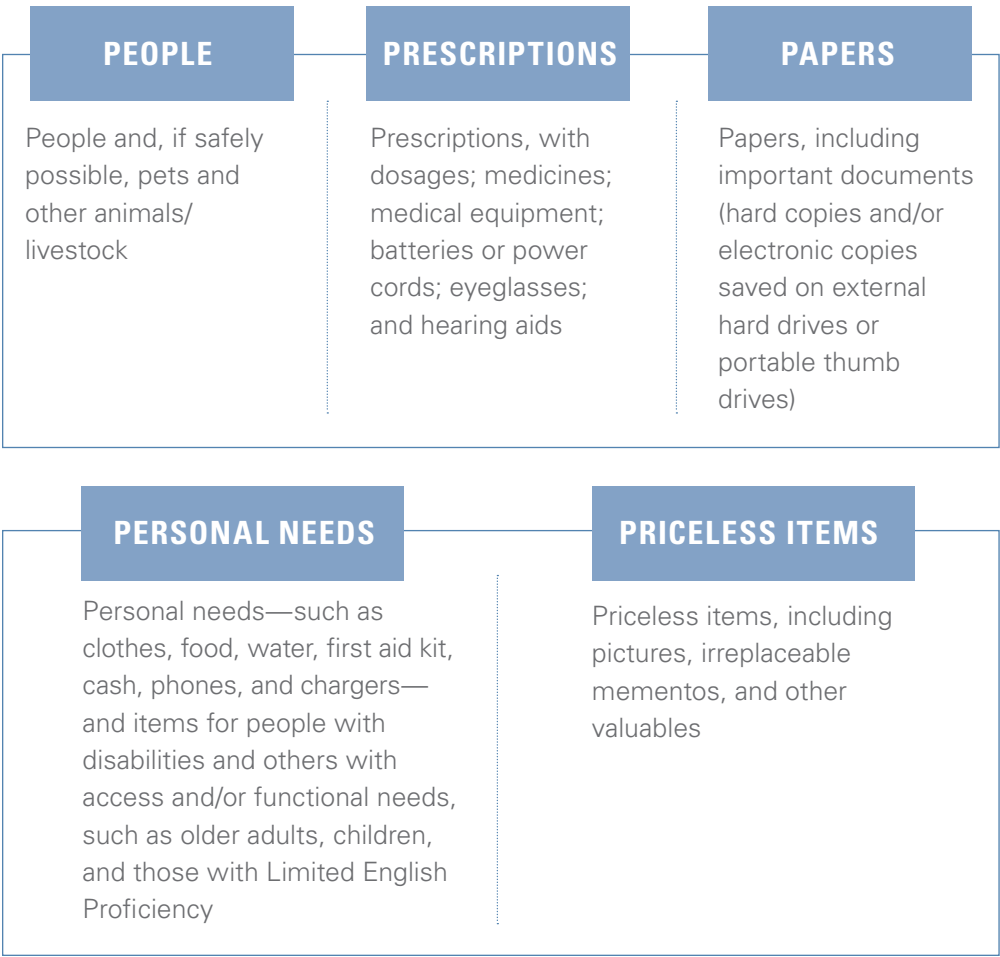 PEOPLE
People and, if safely
possible, pets and
other animals/
livestock
PRESCRIPTIONS
Prescriptions, with
dosages; medicines;
medical equipment;
batteries or power
cords; eyeglasses;
and hearing aids
PAPERS
Papers, including
important documents
(hard copies and/or
electronic copies
saved on external
hard drives or
portable thumb
drives)
PERSONAL NEEDS
Personal needs—such as
clothes, food, water, first aid kit,
cash, phones, and chargers—
and items for people with
disabilities and others with
access and/or functional needs,
such as older adults, children,
and those with Limited English
Proficiency
PRICELESS ITEMS
Priceless items, including
pictures, irreplaceable
mementos, and other
valuables